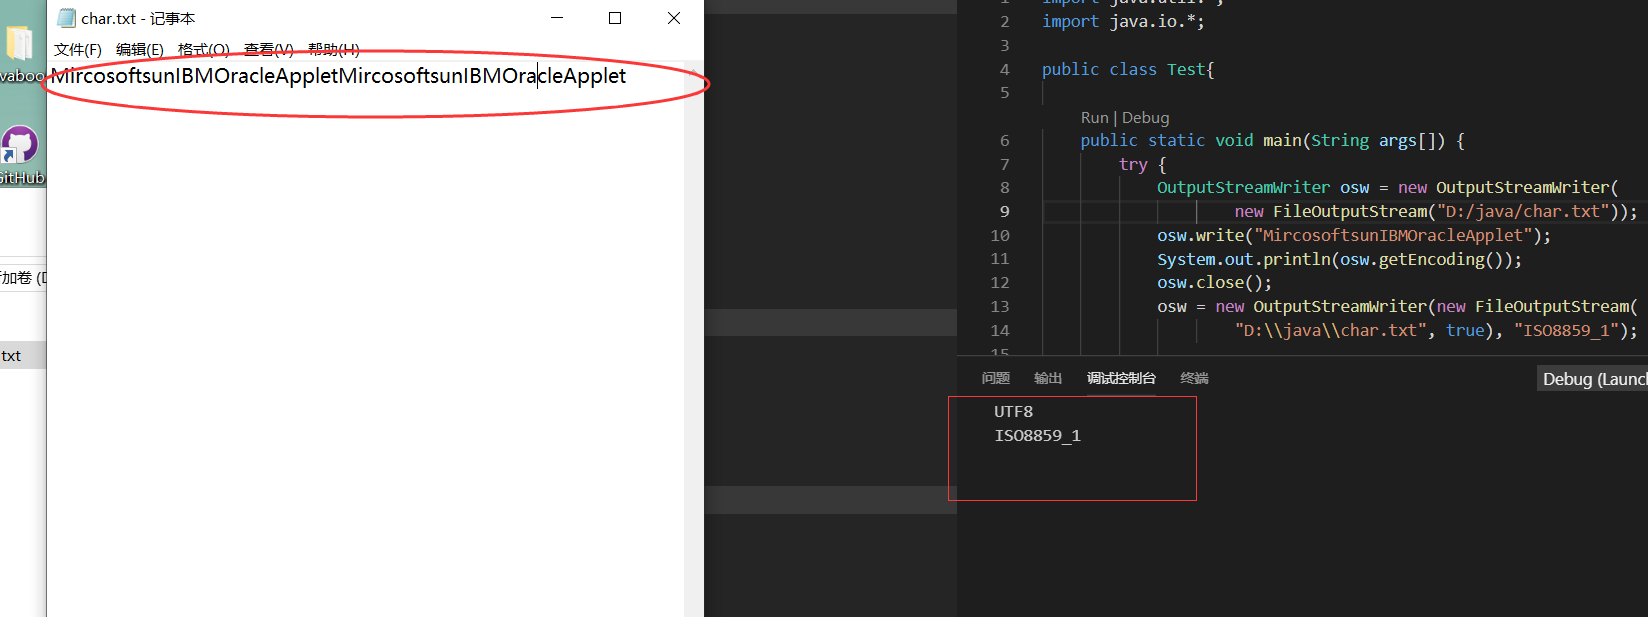 char.txt - 记事本
文件(F) 编辑(E) 格式(O) 查看(V) 帮助(H)
MircosoftsunIBMOracleAppletMircosoftsunIBMOracleApplet
vaboo
GitHub
加卷 (D
txt
1 import java.util.*;
2 import java.io.*;
3
4 public class Test{
5
Run | Debug
6 public static void main(String args[]) {
7 try {
8 OutputStreamWriter osw = new OutputStreamWriter(
9 new FileOutputStream("D:/java/char.txt"));
10 osw.write("MircosoftsunIBMOracleApplet");
11 System.out.println(osw.getEncoding());
12 osw.close();
13 osw = new OutputStreamWriter(new FileOutputStream(
14 "D:\\java\\char.txt", true), "ISO8859_1");
15
问题 输出 调试控制台 终端
Debug (Launch
UTF8
ISO8859_1